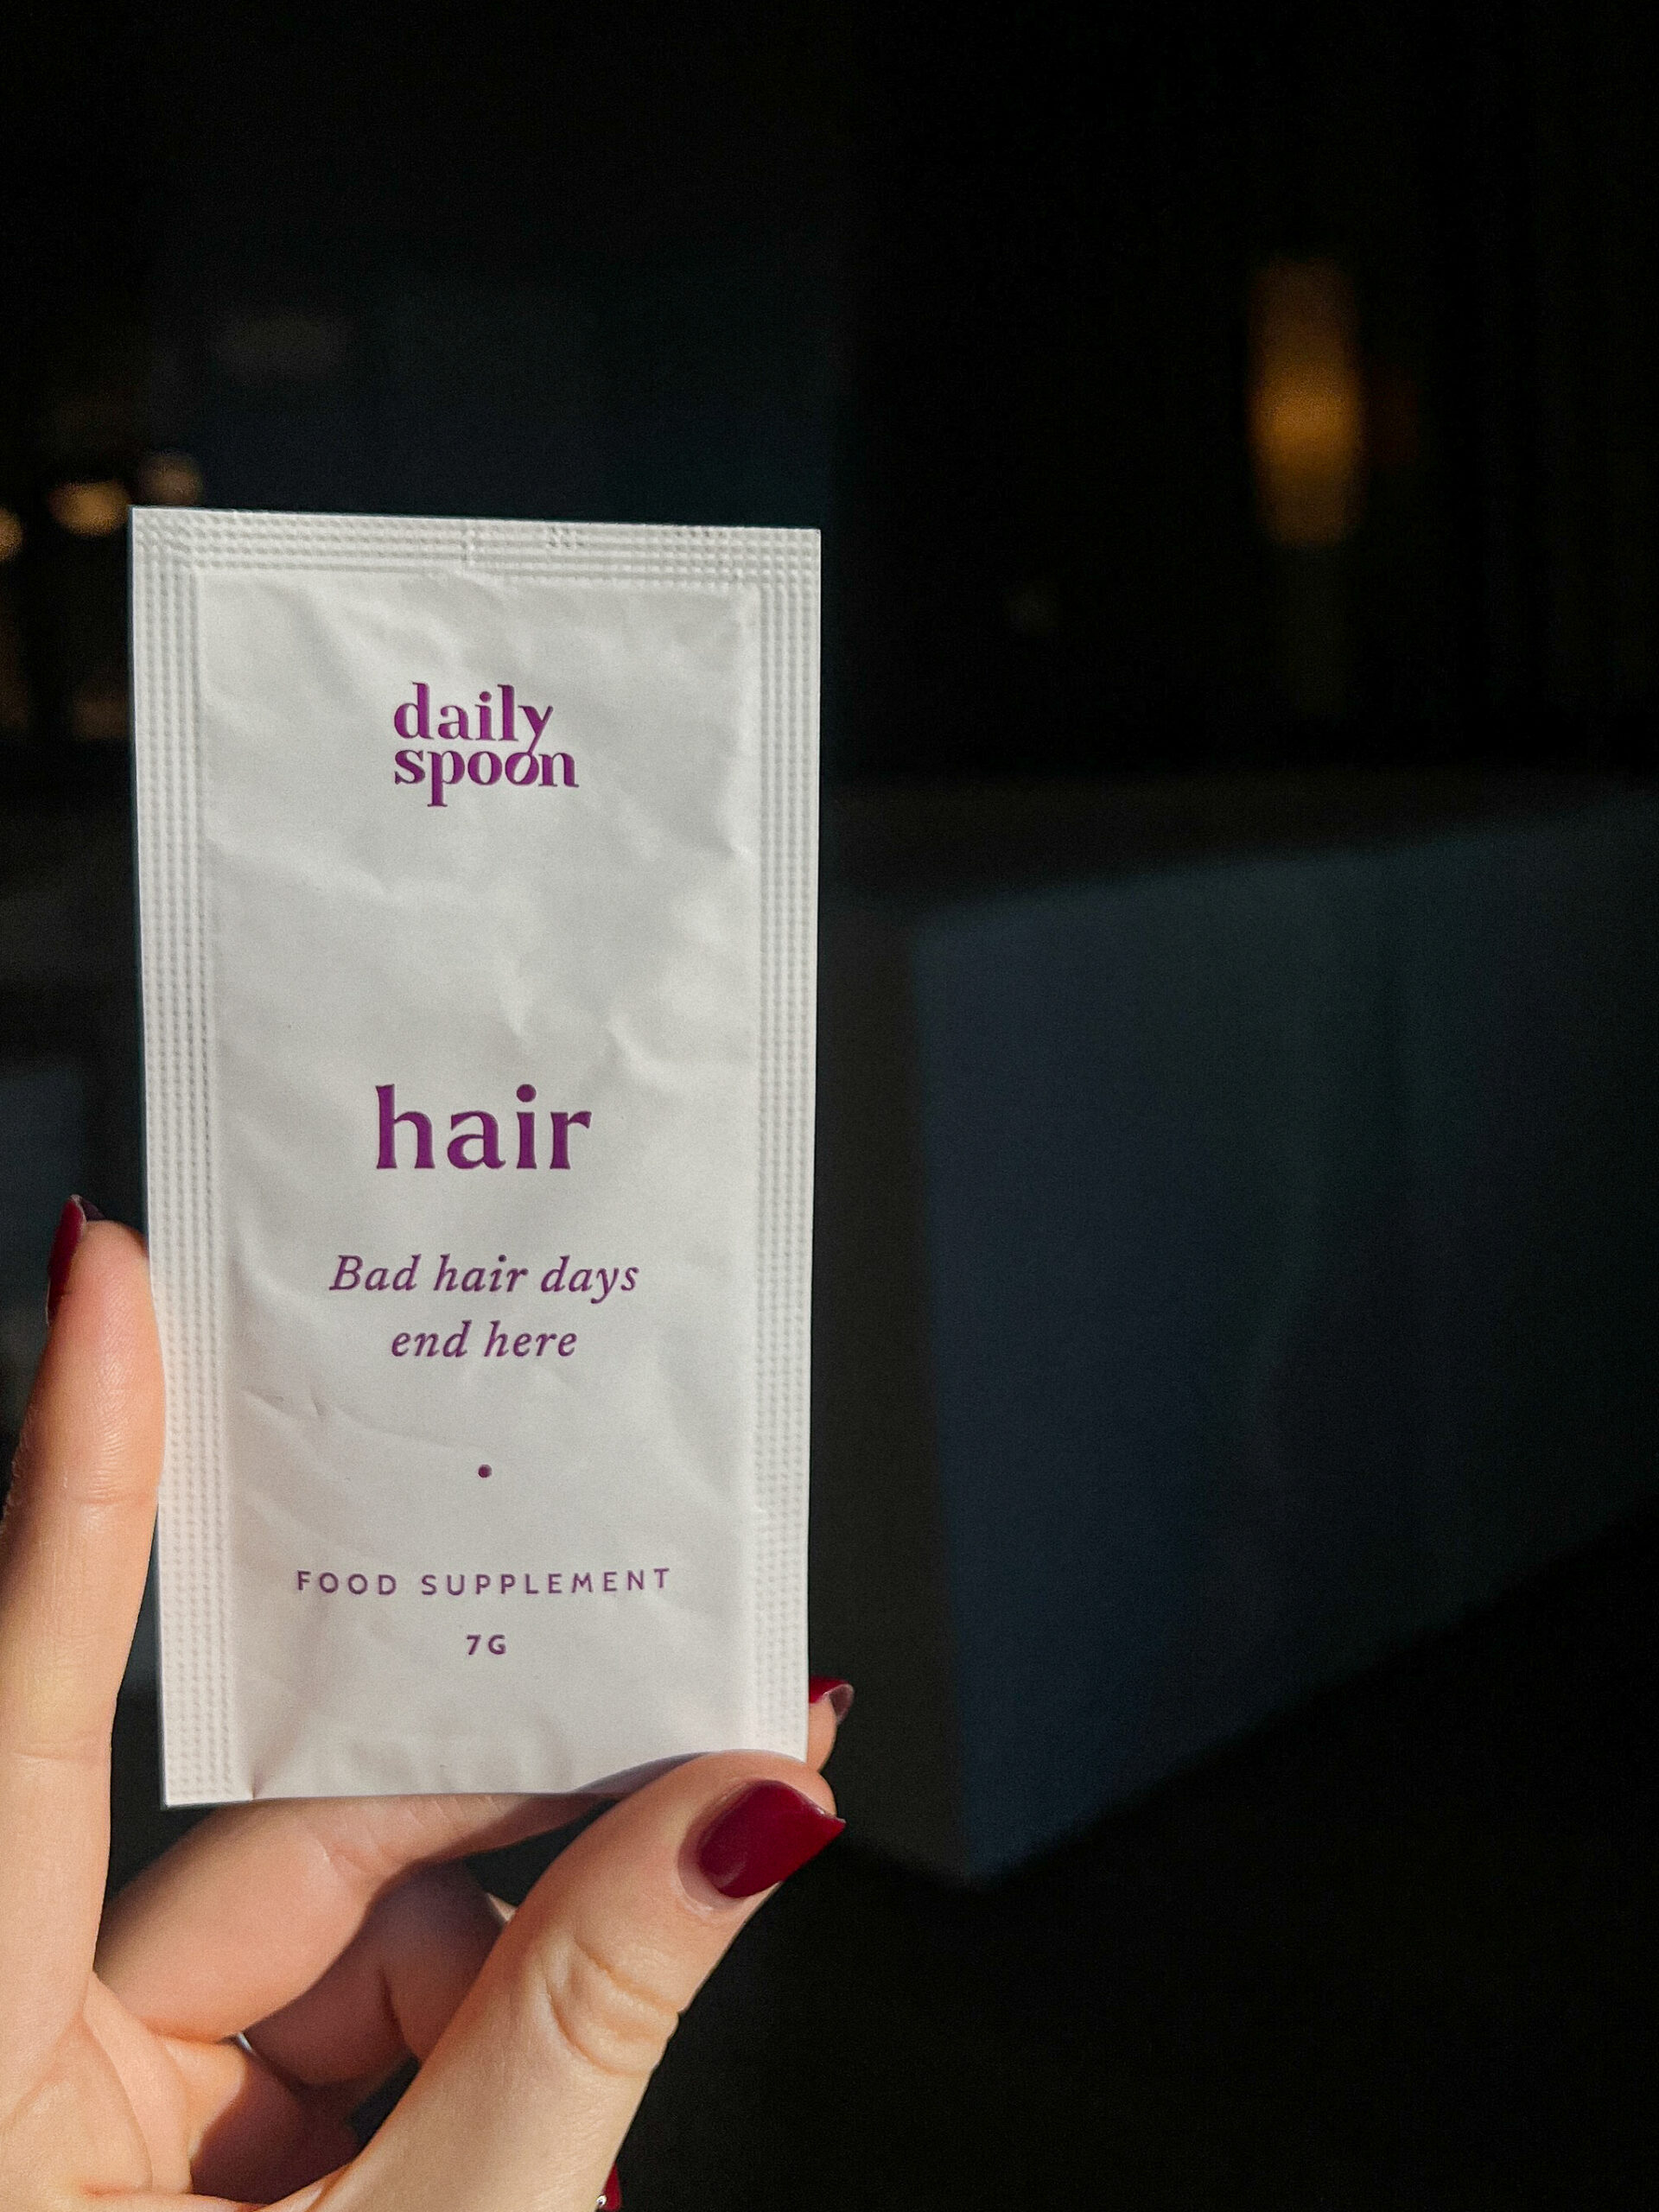 daily
spoon
hair
Bad hair days
end here
FOOD SUPPLEMENT
7G